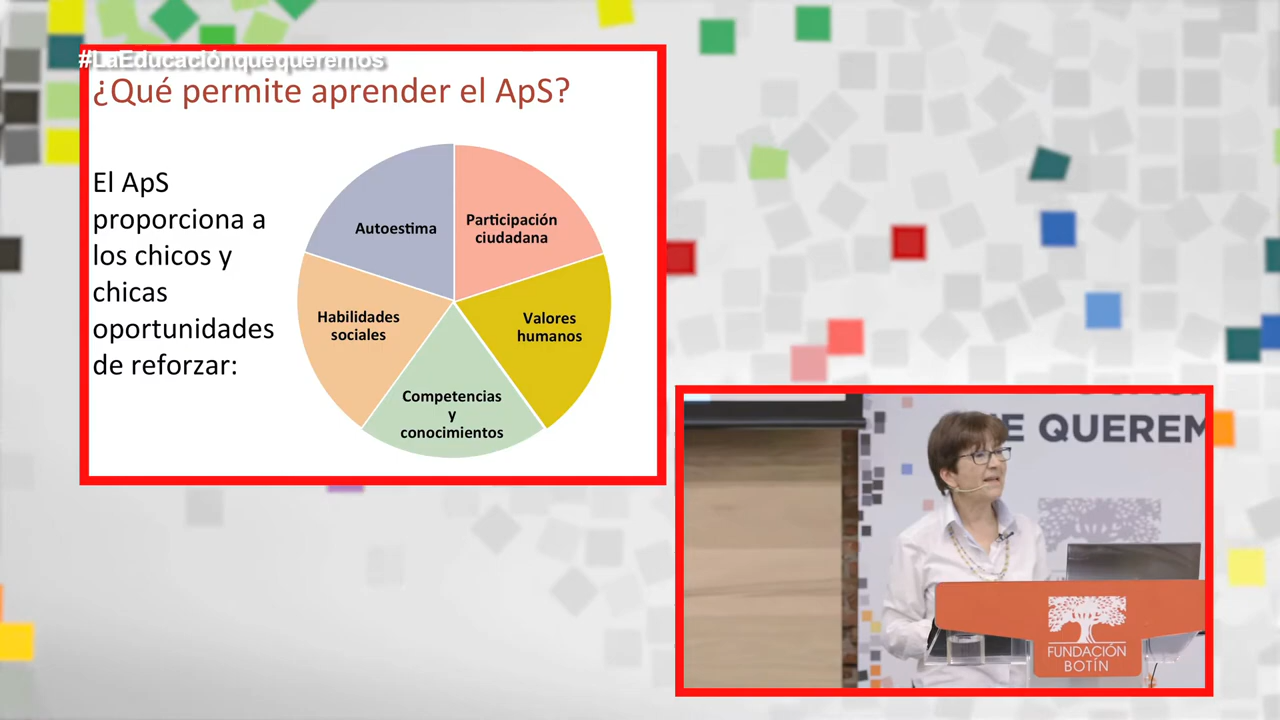 #LaEducaciónquequeremos
¿Qué permite aprender el ApS?
El ApS
proporciona a
los chicos y
chicas
oportunidades
de reforzar:
Autoestima
Participación
ciudadana
Habilidades
sociales
Valores
humanos
Competencias
y
conocimientos
E QUEREM
FUNDACIÓN
BOTÍN